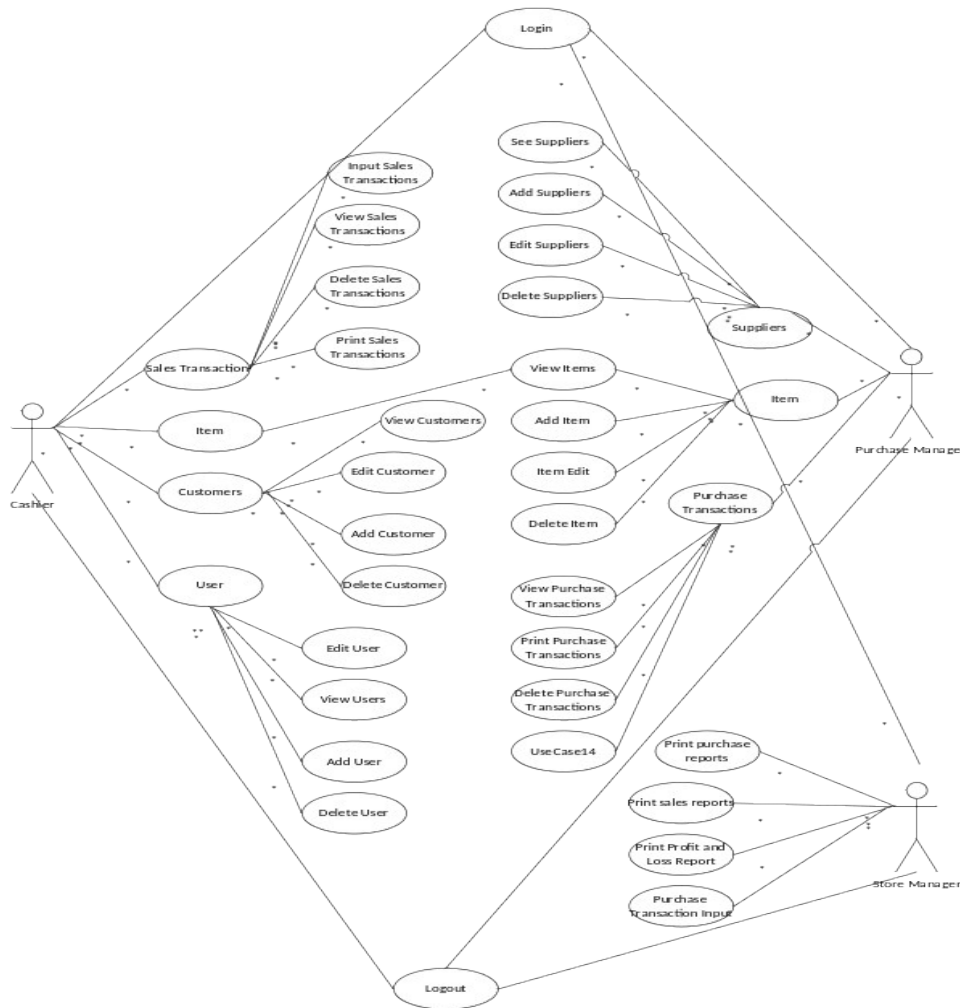 Login
Input Sales
Transactions
View Sales
Transactions
Delete Sales
Transactions
Print Sales
Transactions
Sales Transaction
Item
Customers
User
Cashier
View Customers
Edit Customer
Add Customer
Delete Customer
Edit User
View Users
Add User
Delete User
See Suppliers
Add Suppliers
Edit Suppliers
Delete Suppliers
Suppliers
View Items
Add Item
Item Edit
Delete Item
Item
Purchase Manage
Purchase
Transactions
View Purchase
Transactions
Print Purchase
Transactions
Delete Purchase
Transactions
UseCase14
Print purchase
reports
Print sales reports
Print Profit and
Loss Report
Purchase
Transaction Input
Store Manager
Logout